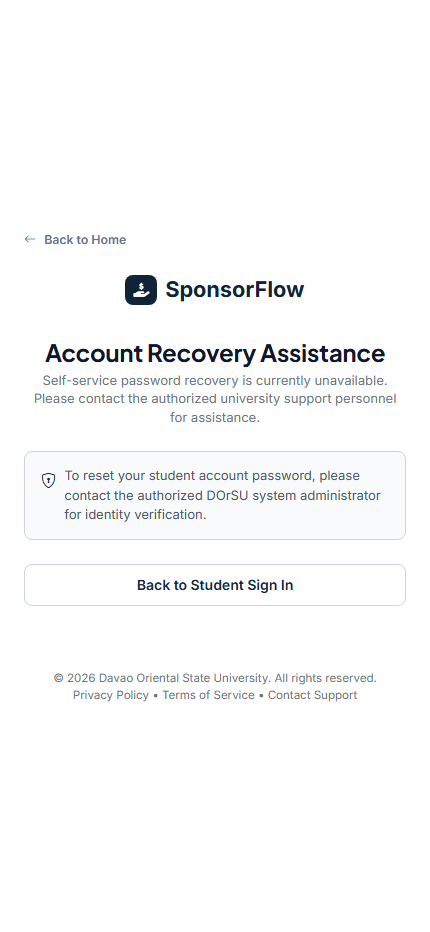 Back to Home
SponsorFlow
Account Recovery Assistance
Self-service password recovery is currently unavailable.
Please contact the authorized university support personnel
for assistance.
To reset your student account password, please
contact the authorized DOrSU system administrator
for identity verification.
Back to Student Sign In
© 2026 Davao Oriental State University. All rights reserved.
Privacy Policy • Terms of Service • Contact Support